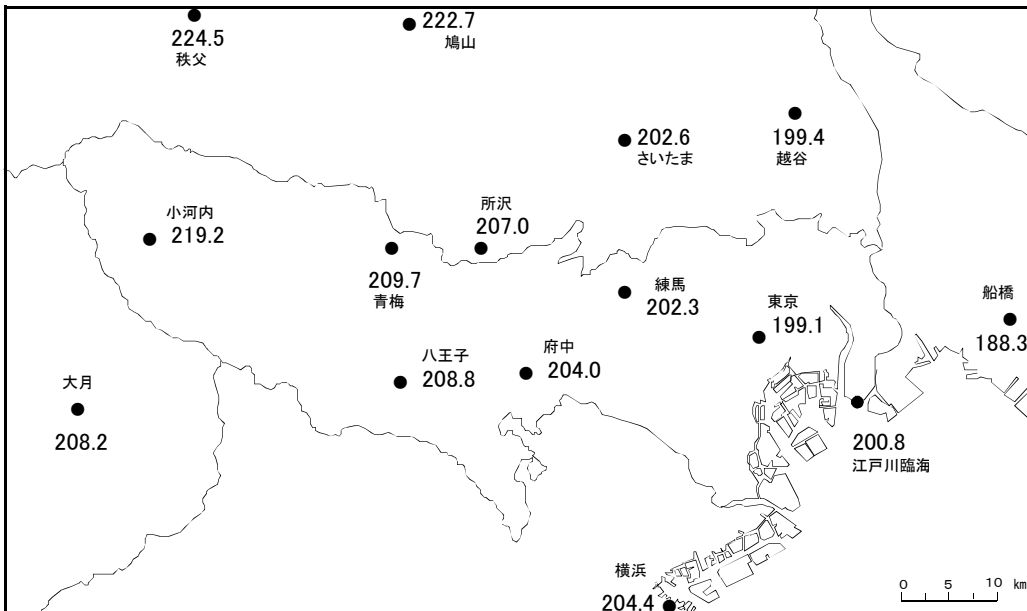 224.5
秩父
222.7
鳩山
202.6
さいたま
199.4
越谷
小河内
219.2
所沢
207.0
209.7
青梅
練馬
202.3
東京
199.1
船橋
188.3
大月
208.2
八王子
208.8
府中
204.0
200.8
江戸川臨海
横浜
204.4
0 5 10 km